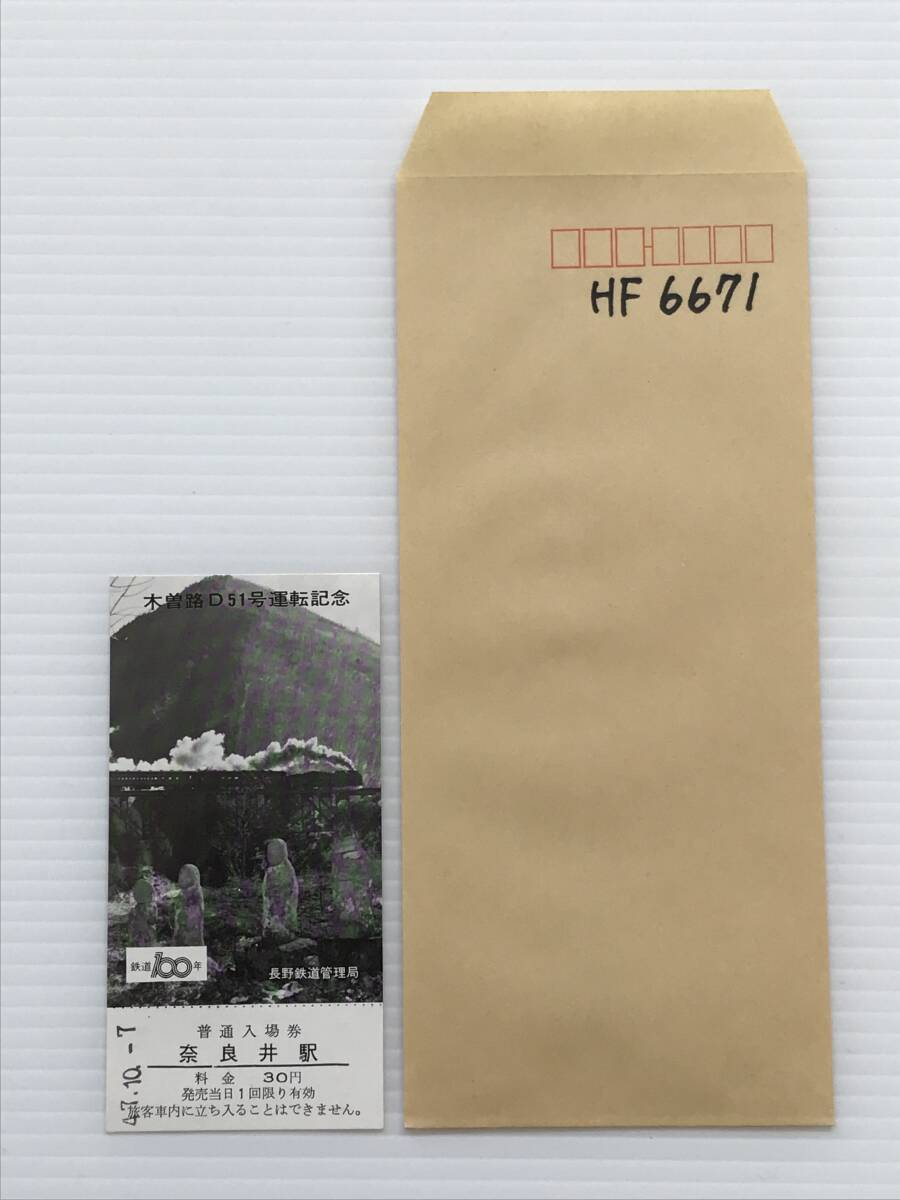 HF 6671
木曽路D51号運転記念
鉄道100年
長野鉄道管理局
普通入場券
奈良井駅
料金 30円
発売当日1回限り有効
旅客車内に立ち入ることはできません。
47.10.-7